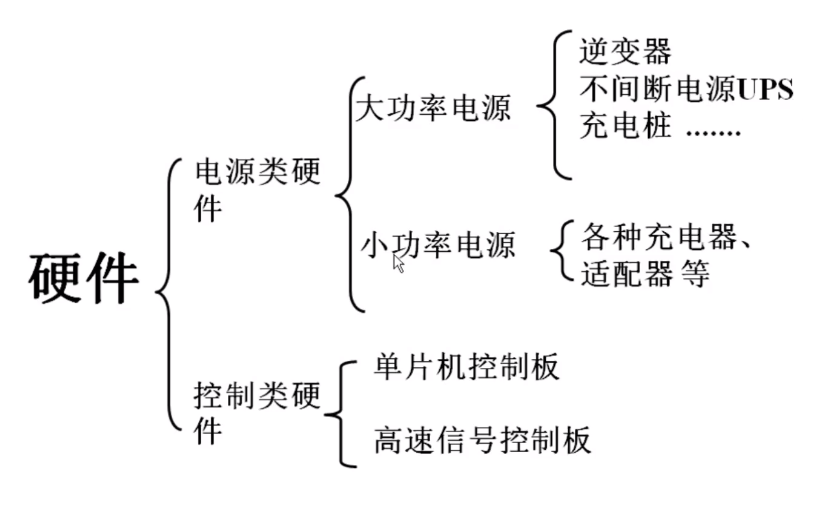 硬件
电源类硬
件
大功率电源
逆变器
不间断电源UPS
充电桩 .......
小功率电源
各种充电器、
适配器 等
控制类硬
件
单片机控制板
高速信号控制板